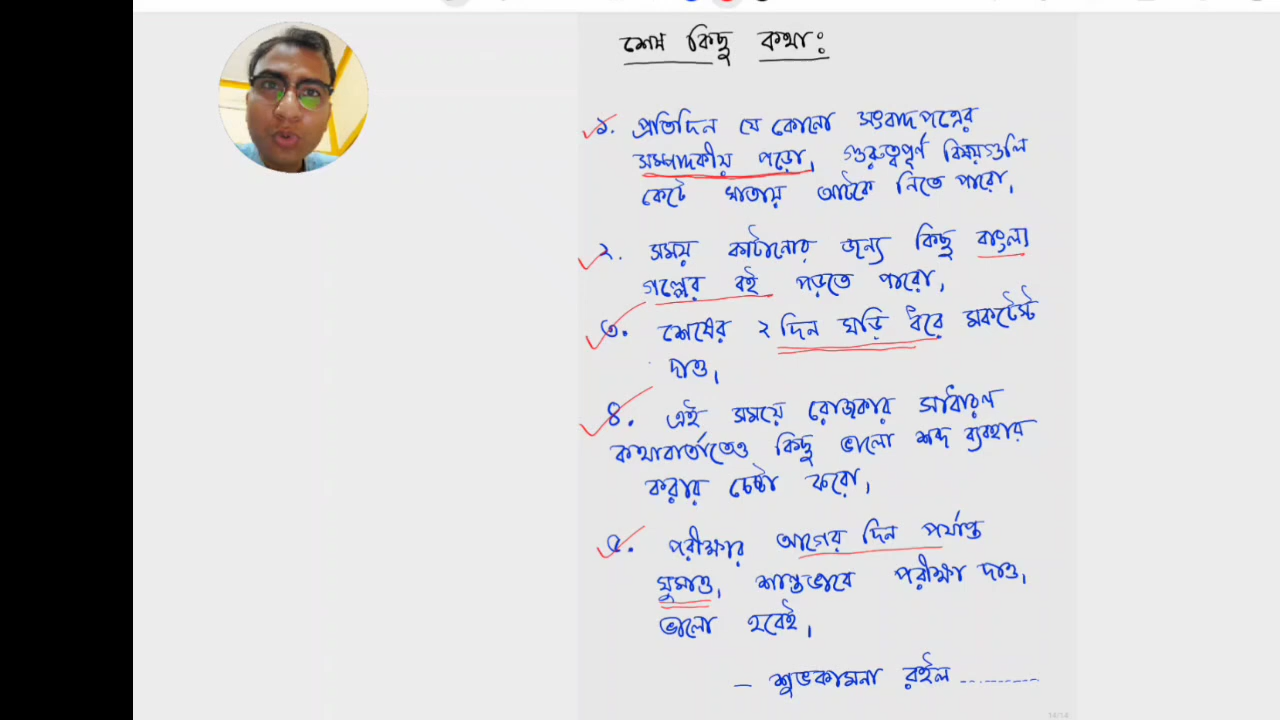 শেষ কিছু কথা:
১. প্রতিদিন যে কোনো সংবাদপত্রের
সম্পাদকীয় পড়ো। গুরুত্বপূর্ণ বিষয়গুলি
কেটে খাতায় আটকে নিতে পারো।
২. সময় কাটানোর জন্য কিছু বাংলা
গল্পের বই পড়তে পারো।
৩. শেষের ২ দিন ঘড়ি ধরে মকটেস্ট
দাও।
৪. এই সময়ে রোজকার সাধারণ
কথাবার্তাতেও কিছু ভালো শব্দ ব্যবহার
করার চেষ্টা করো।
৫. পরীক্ষার আগের দিন পর্যাপ্ত
ঘুমাও। শান্তভাবে পরীক্ষা দাও।
ভালো হবেই।
– শুভকামনা রইল ............
14/14